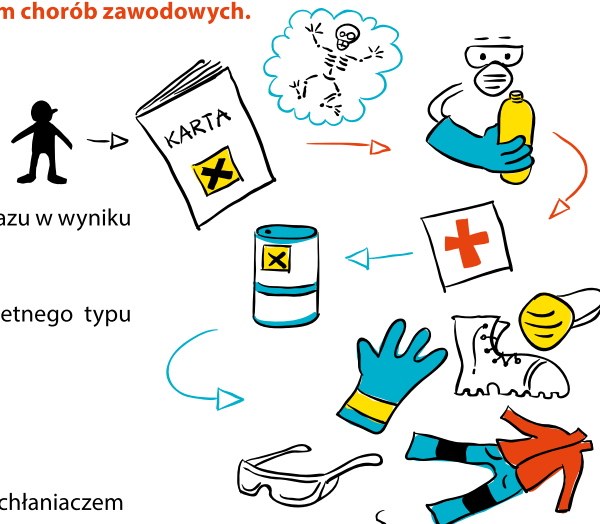 m chorób zawodowych.
KARTA
azu w wyniku
etnego typu
chłaniaczem